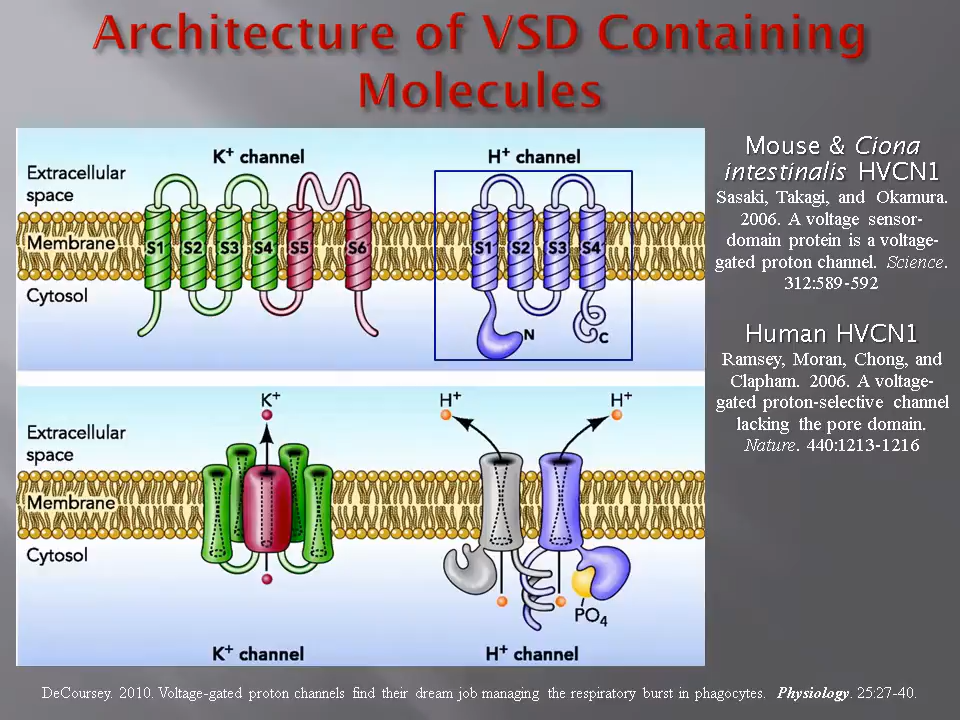 Architecture of VSD Containing
Molecules
K+ channel
H+ channel
Extracellular
space
Membrane
Cytosol
S1 S2 S3 S4 S5 S6
S1 S2 S3 S4
N
C
Mouse & Ciona
intestinalis HVCN1
Sasaki, Takagi, and Okamura.
2006. A voltage sensor-
domain protein is a voltage-
gated proton channel. Science.
312:589-592
Human HVCN1
Ramsey, Moran, Chong, and
Clapham. 2006. A voltage-
gated proton-selective channel
lacking the pore domain.
Nature. 440:1213-1216
K+
H+
H+
Extracellular
space
Membrane
Cytosol
PO4
K+ channel
H+ channel
DeCoursey. 2010. Voltage-gated proton channels find their dream job managing the respiratory burst in phagocytes. Physiology. 25:27-40.